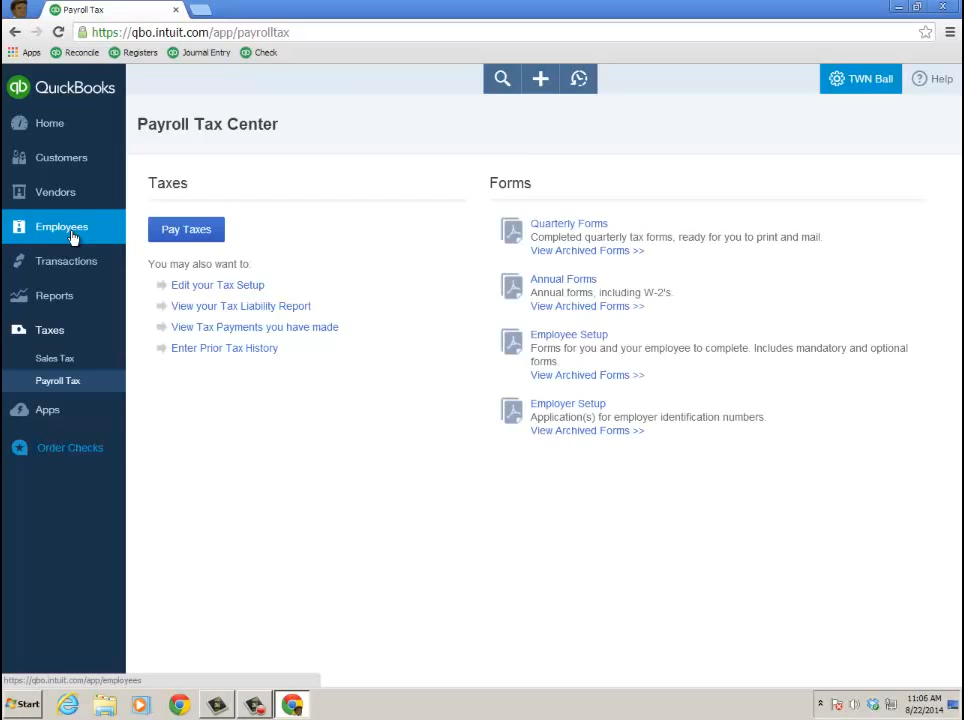 Payroll Tax
https://qbo.intuit.com/app/payrolltax
Apps Reconcile Registers Journal Entry Check
qb QuickBooks
TWN Ball
Help
Home
Customers
Vendors
Employees
Transactions
Reports
Taxes
Sales Tax
Payroll Tax
Apps
Order Checks
Payroll Tax Center
Taxes
Pay Taxes
You may also want to:
Edit your Tax Setup
View your Tax Liability Report
View Tax Payments you have made
Enter Prior Tax History
Forms
Quarterly Forms
Completed quarterly tax forms, ready for you to print and mail.
View Archived Forms >>
Annual Forms
Annual forms, including W-2's.
View Archived Forms >>
Employee Setup
Forms for you and your employee to complete. Includes mandatory and optional
forms.
View Archived Forms >>
Employer Setup
Application(s) for employer identification numbers.
View Archived Forms >>
https://qbo.intuit.com/app/employees
Start
11:06 AM
8/22/2014